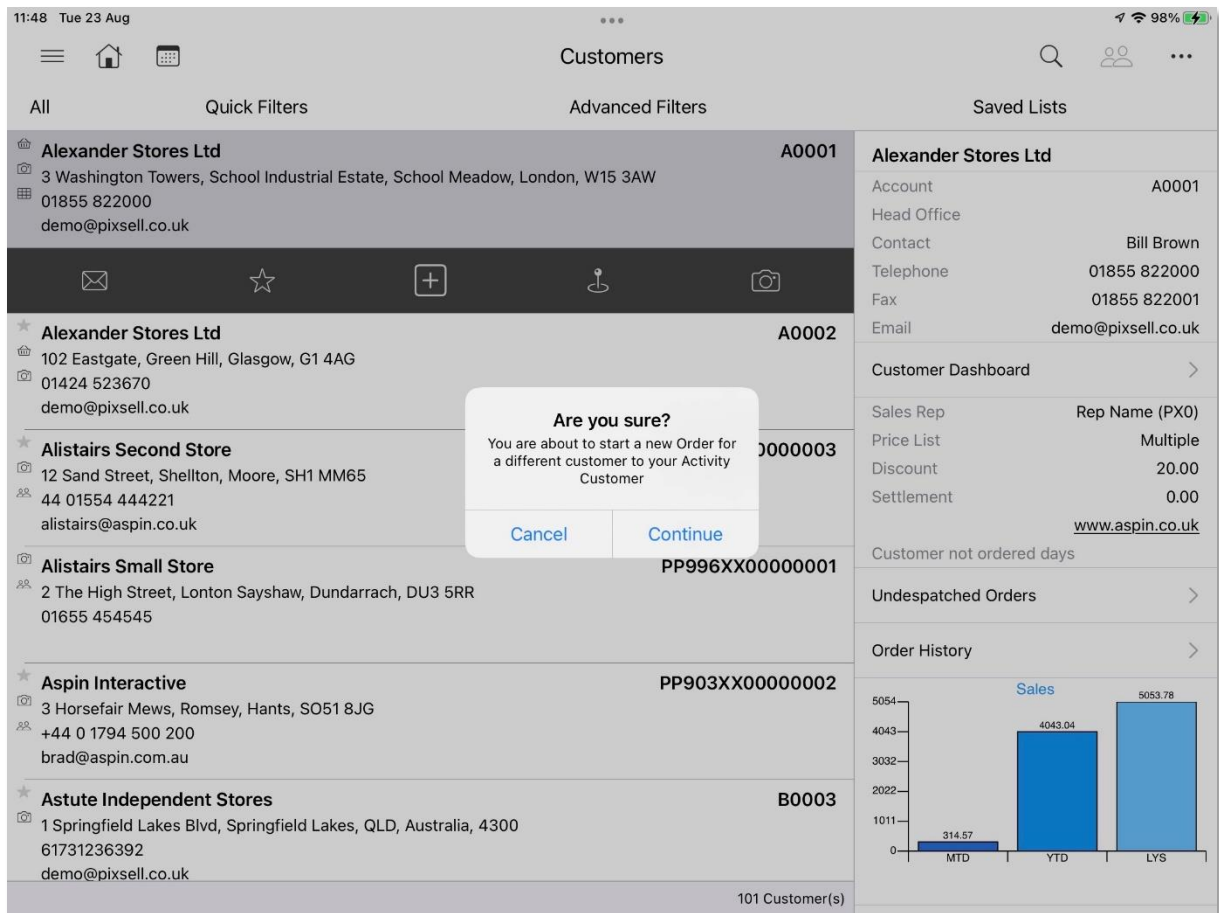 11:48 Tue 23 Aug
98%
Customers
All Quick Filters Advanced Filters Saved Lists
Alexander Stores Ltd A0001
3 Washington Towers, School Industrial Estate, School Meadow, London, W15 3AW
01855 822000
demo@pixsell.co.uk
Alexander Stores Ltd A0002
102 Eastgate, Green Hill, Glasgow, G1 4AG
01424 523670
demo@pixsell.co.uk
Alistairs Second Store
12 Sand Street, Shellton, Moore, SH1 MM65
44 01554 444221
alistairs@aspin.co.uk
Alistairs Small Store PP996XX00000001
2 The High Street, Lonton Sayshaw, Dundarrach, DU3 5RR
01655 454545
Aspin Interactive PP903XX00000002
3 Horsefair Mews, Romsey, Hants, SO51 8JG
+44 0 1794 500 200
brad@aspin.com.au
Astute Independent Stores B0003
1 Springfield Lakes Blvd, Springfield Lakes, QLD, Australia, 4300
61731236392
demo@pixsell.co.uk
101 Customer(s)
Are you sure?
You are about to start a new Order for
a different customer to your Activity
Customer
Cancel Continue
Alexander Stores Ltd
Account A0001
Head Office
Contact Bill Brown
Telephone 01855 822000
Fax 01855 822001
Email demo@pixsell.co.uk
Customer Dashboard
Sales Rep Rep Name (PX0)
Price List Multiple
Discount 20.00
Settlement 0.00
www.aspin.co.uk
Customer not ordered days
Undespatched Orders
Order History
Sales
5054
4043
3032
2022
1011
0
314.57
4043.04
5053.78
MTD YTD LYS